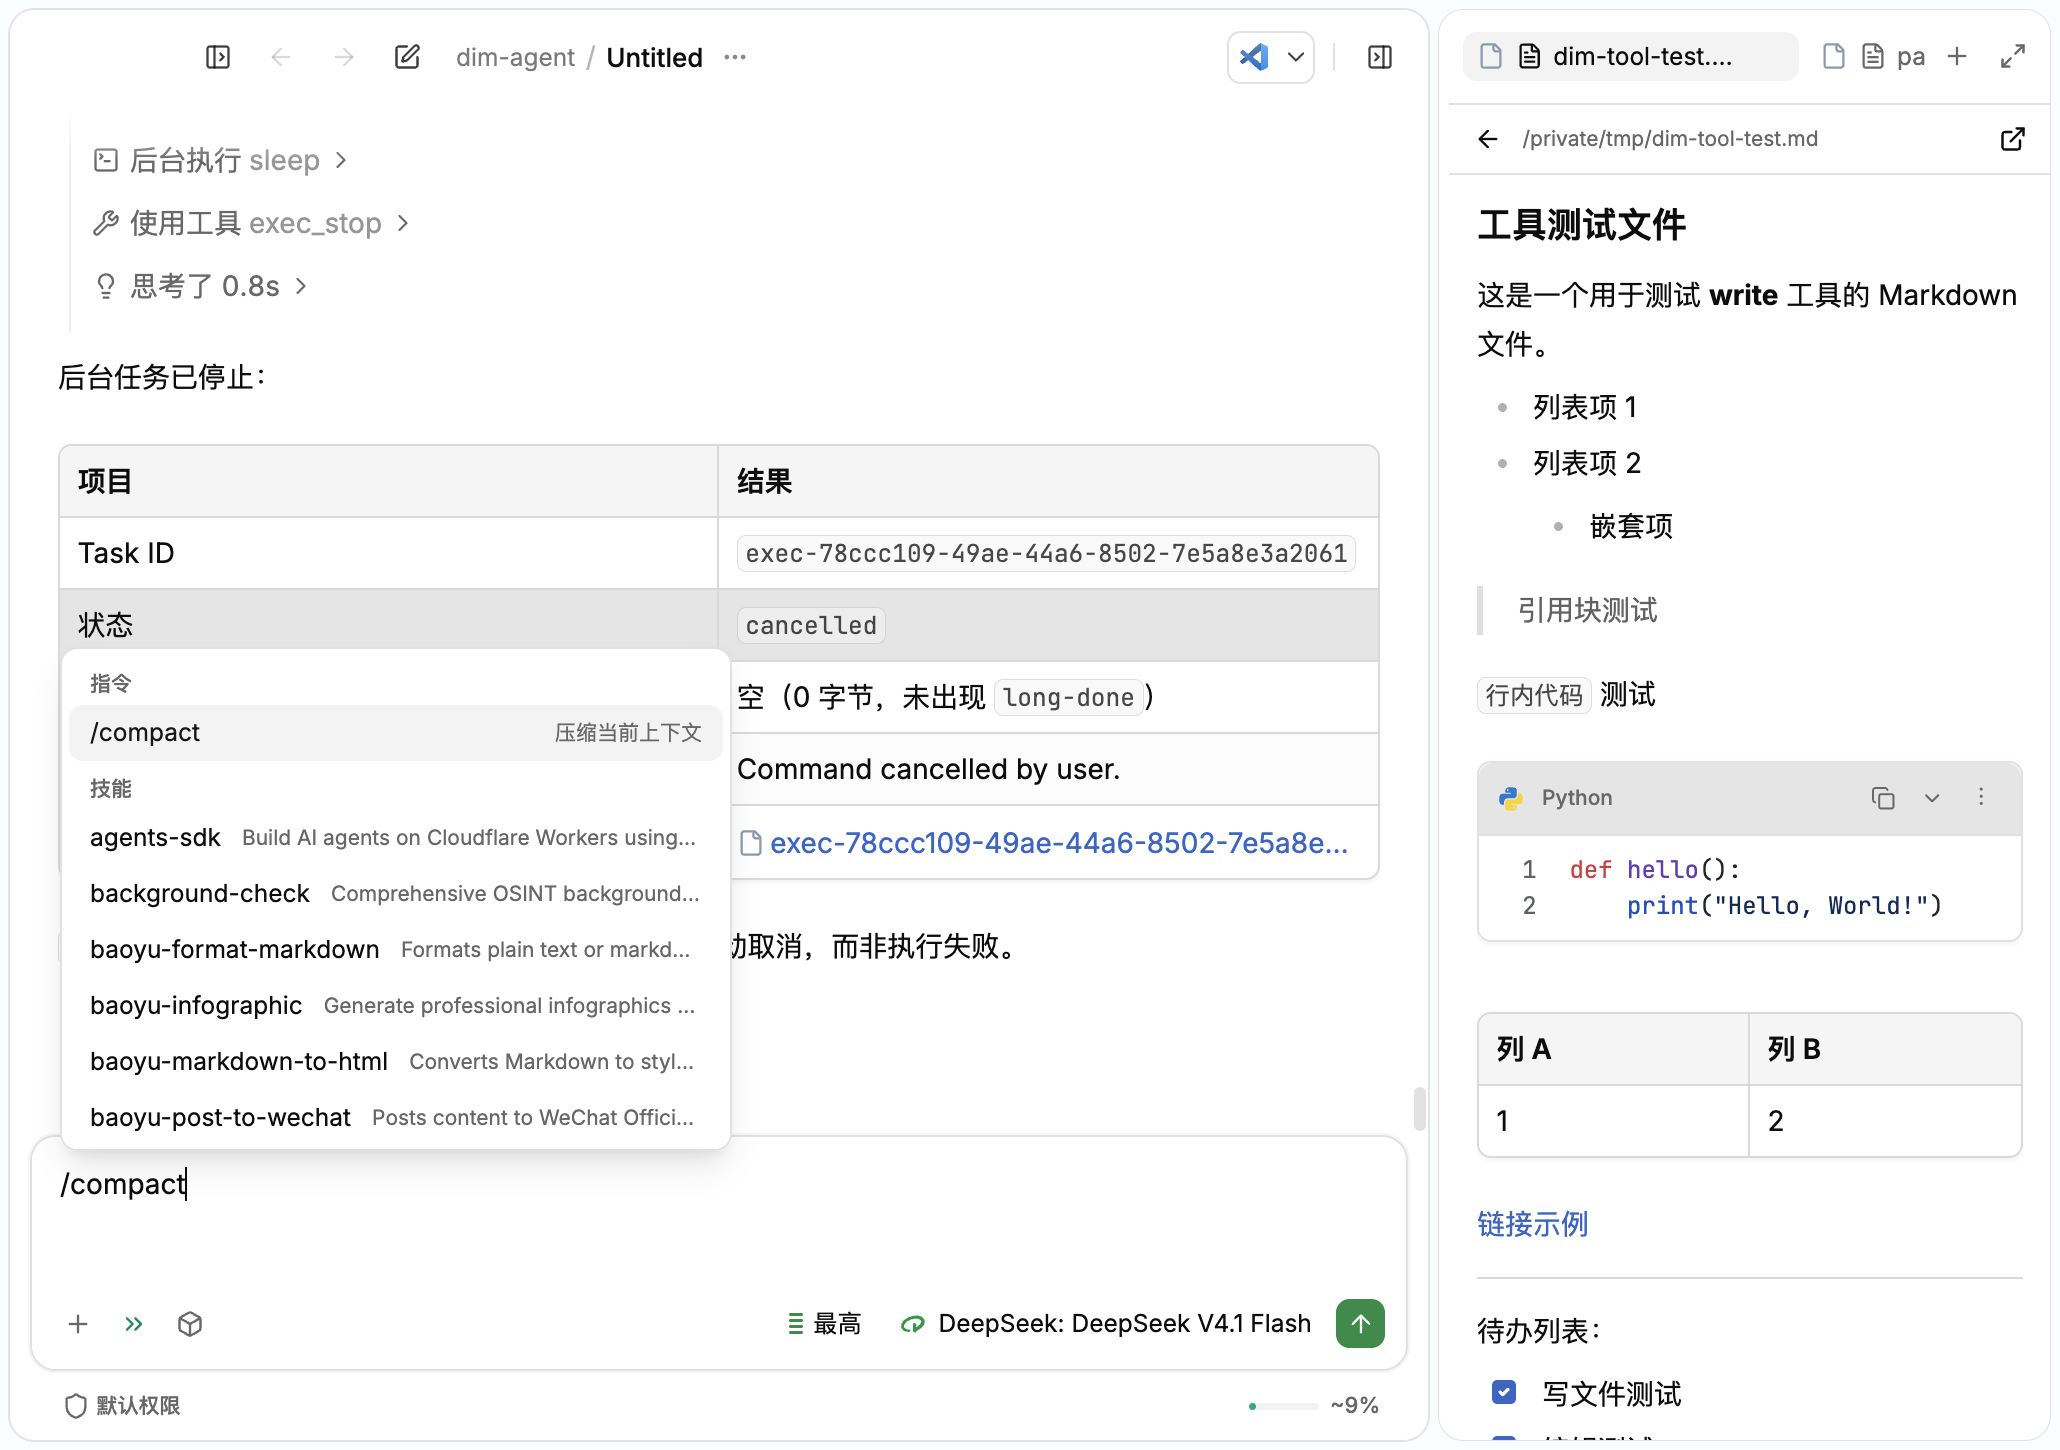 dim-agent / Untitled ...
后台执行 sleep
使用工具 exec_stop
思考了 0.8s
后台任务已停止：
项目 结果
Task ID exec-78ccc109-49ae-44a6-8502-7e5a8e3a2061
状态 cancelled
空（0 字节，未出现 long-done）
Command cancelled by user.
exec-78ccc109-49ae-44a6-8502-7e5a8e...
动取消，而非执行失败。
指令
/compact 压缩当前上下文
技能
agents-sdk Build AI agents on Cloudflare Workers using...
background-check Comprehensive OSINT background...
baoyu-format-markdown Formats plain text or markd...
baoyu-infographic Generate professional infographics ...
baoyu-markdown-to-html Converts Markdown to styl...
baoyu-post-to-wechat Posts content to WeChat Offici...
/compact
最高 DeepSeek: DeepSeek V4.1 Flash
默认权限 ~9%
dim-tool-test.... pa
/private/tmp/dim-tool-test.md
工具测试文件
这是一个用于测试 write 工具的 Markdown
文件。
列表项 1
列表项 2
嵌套项
引用块测试
行内代码 测试
Python
1 def hello():
2 print("Hello, World!")
列 A 列 B
1 2
链接示例
待办列表：
写文件测试